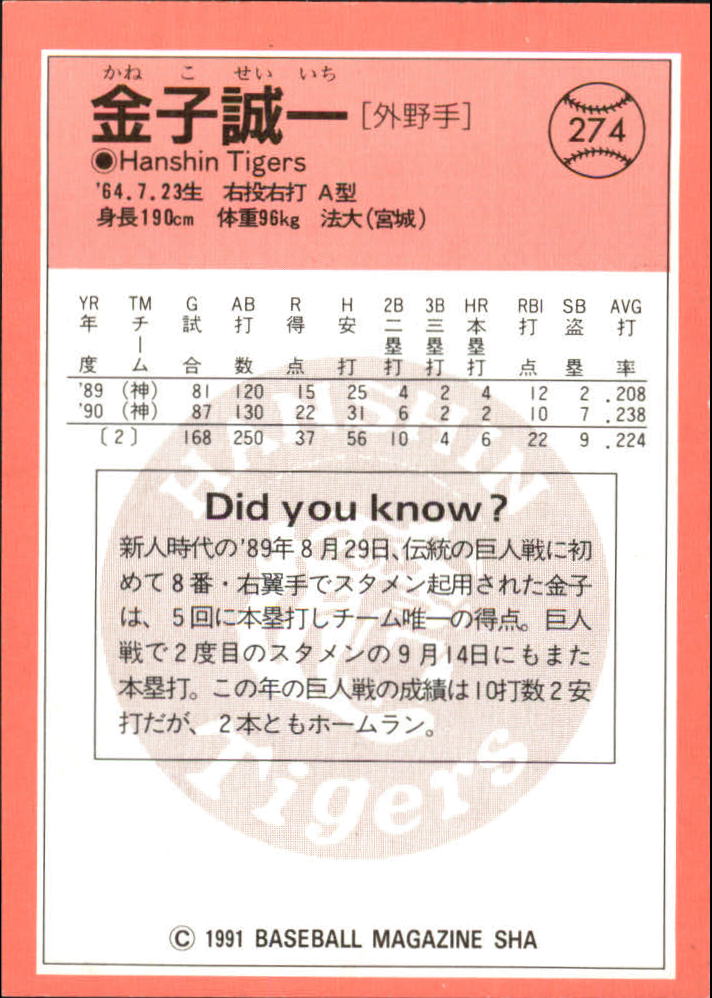 かね こ せい いち
金子誠一[外野手]
274
◉Hanshin Tigers
'64.7.23生 右投右打 A型
身長190cm 体重96kg 法大(宮城)
YR TM G AB R H 2B 3B HR RBI SB AVG
年度 チーム 試合 打数 得点 安打 二塁打 三塁打 本塁打 打点 盗塁 打率
'89 (神) 81 120 15 25 4 2 4 12 2 .208
'90 (神) 87 130 22 31 6 2 2 10 7 .238
〔2〕 168 250 37 56 10 4 6 22 9 .224
HANSHIN
Did you know?
新人時代の'89年8月29日、伝統の巨人戦に初
めて8番・右翼手でスタメン起用された金子
は、5回に本塁打しチーム唯一の得点。巨人
戦で2度目のスタメンの9月14日にもまた
本塁打。この年の巨人戦の成績は10打数2安
打だが、2本ともホームラン。
Tigers
© 1991 BASEBALL MAGAZINE SHA